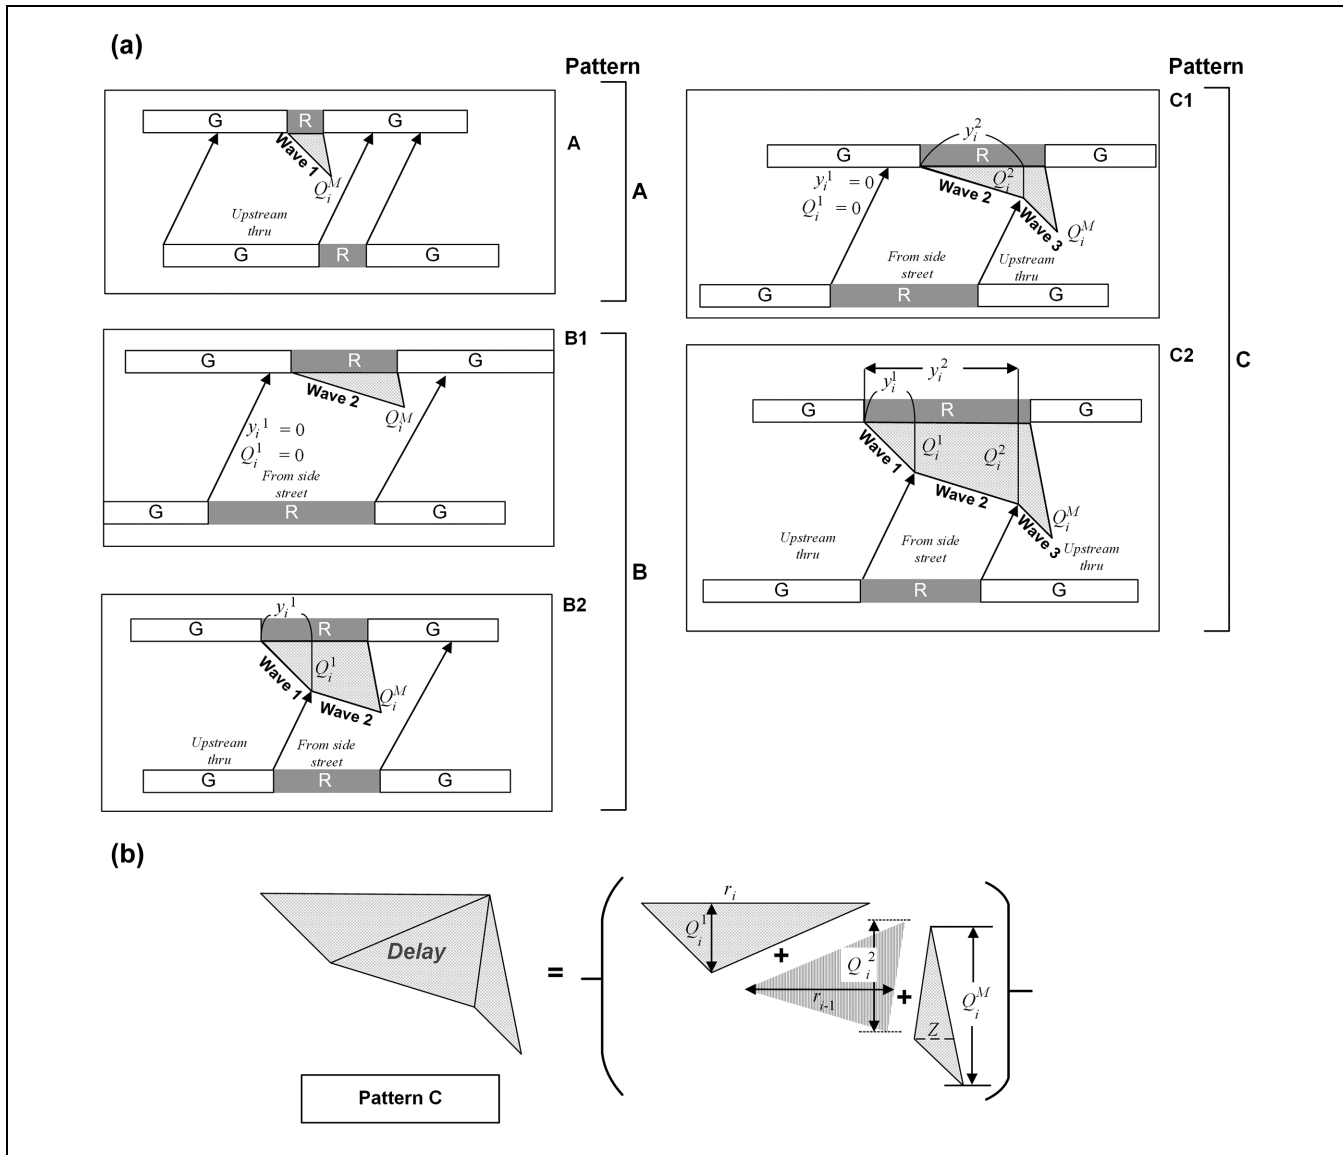 (a)
Pattern
A
G R G
Wave 1
Q_i^M
Upstream
thru
G R G
A
B1
G R G
Wave 2
Q_i^M
y_i^1 = 0
Q_i^1 = 0
From side
street
G R G
B2
y_i^1
G R G
Wave 1
Q_i^1
Q_i^M
Wave 2
Upstream
thru
From side
street
G R G
B
Pattern
C1
y_i^2
G R G
y_i^1 = 0
Q_i^1 = 0
Q_i^2
Wave 2
Wave 3
Q_i^M
From side
street
Upstream
thru
G R G
C2
y_i^1
y_i^2
G R G
Q_i^1
Q_i^2
Wave 1
Wave 2
Wave 3
Q_i^M
Upstream
thru
From side
street
Upstream
thru
G R G
C
(b)
Delay
=
r_i
Q_i^1
+
Q_i^2
r_{i-1}
+
Z
Q_i^M
Pattern C